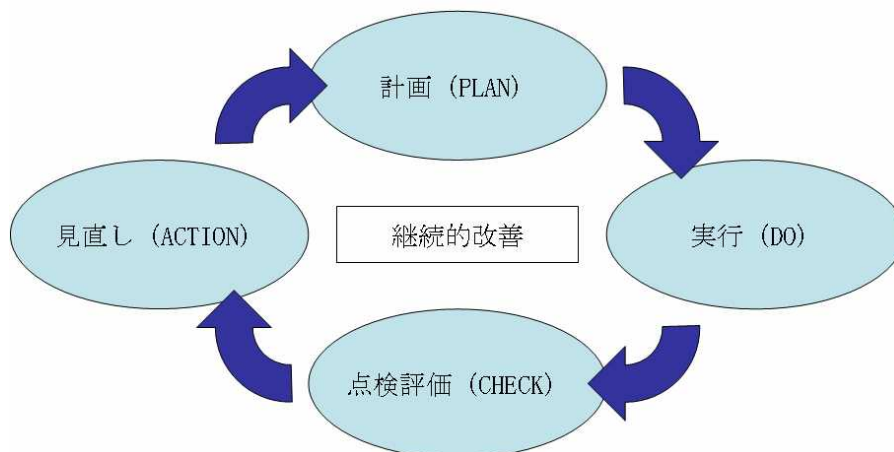 計画 (PLAN)
見直し (ACTION)
継続的改善
実行 (DO)
点検評価 (CHECK)